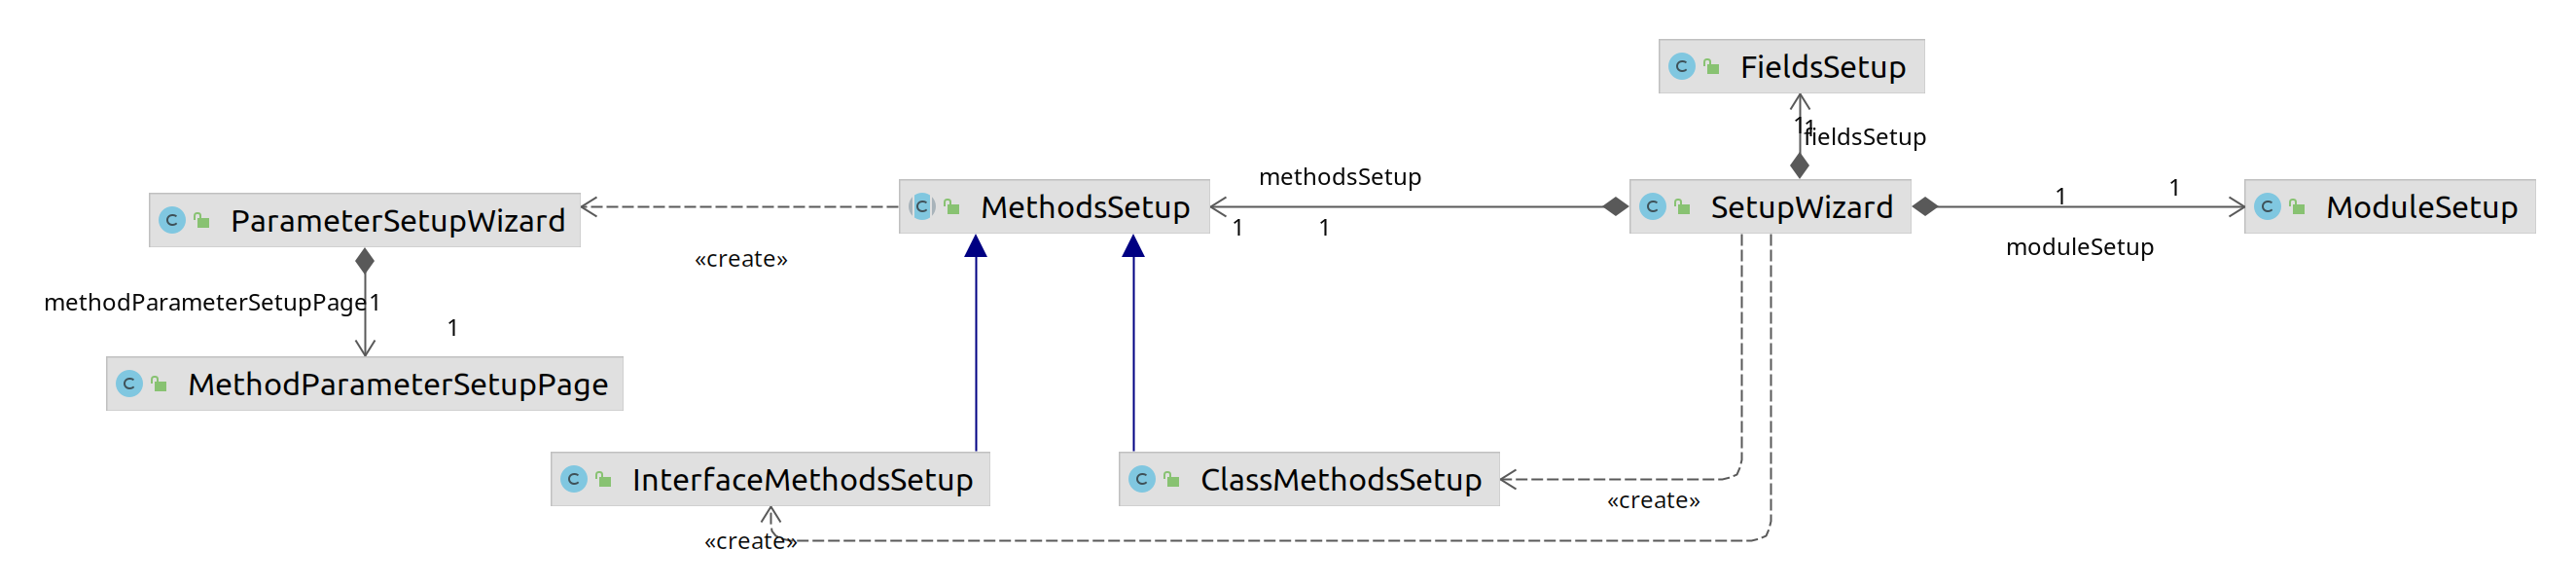 C FieldsSetup
1
1
fieldsSetup
methodsSetup
C ParameterSetupWizard
C MethodsSetup
1
1
C SetupWizard
1
1
C ModuleSetup
moduleSetup
«create»
methodParameterSetupPage
1
1
C MethodParameterSetupPage
C InterfaceMethodsSetup
C ClassMethodsSetup
«create»
«create»